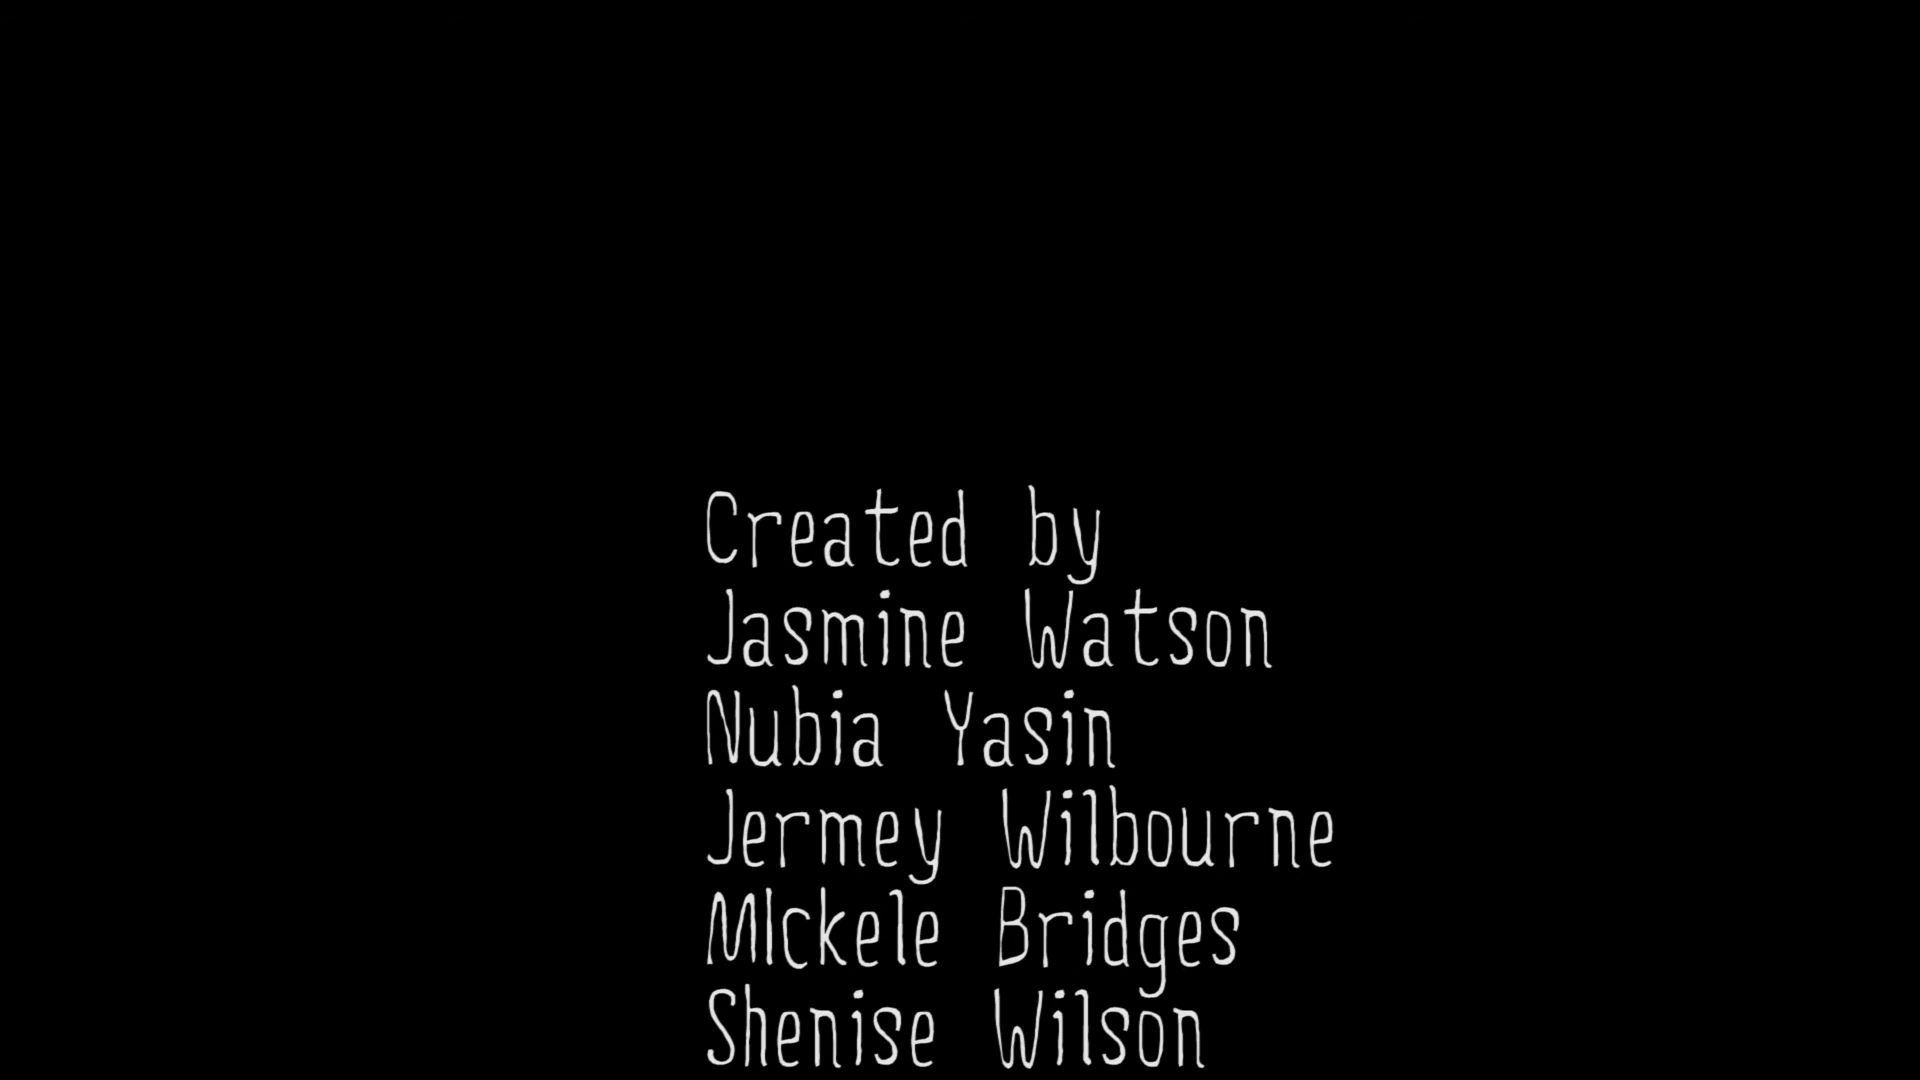 Created by
Jasmine Watson
Nubia Yasin
Jermey Wilbourne
MIckele Bridges
Shenise Wilson